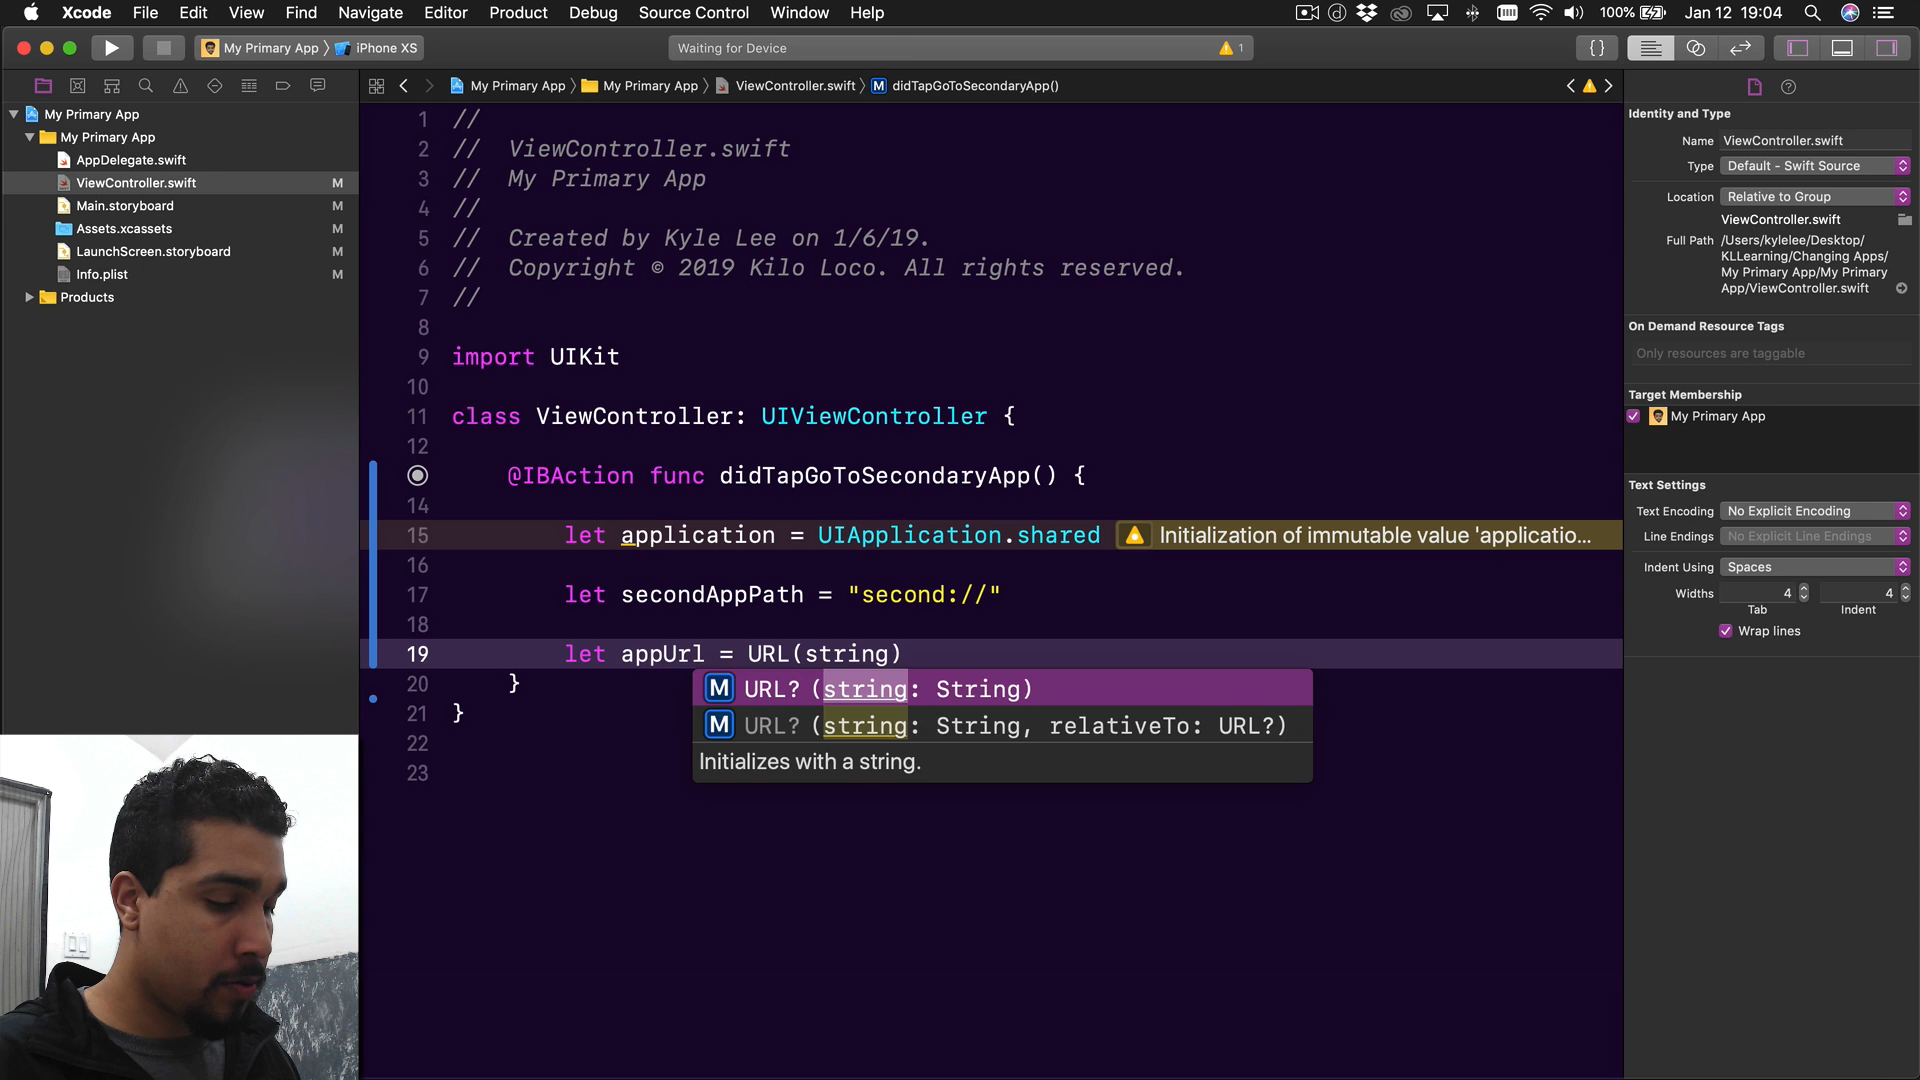 Xcode File Edit View Find Navigate Editor Product Debug Source Control Window Help 100% Jan 12 19:04
My Primary App iPhone XS Waiting for Device 1 {}
My Primary App My Primary App ViewController.swift M didTapGoToSecondaryApp()
My Primary App
My Primary App
AppDelegate.swift
ViewController.swift M
Main.storyboard M
Assets.xcassets M
LaunchScreen.storyboard M
Info.plist M
Products
1 //
2 //  ViewController.swift
3 //  My Primary App
4 //
5 //  Created by Kyle Lee on 1/6/19.
6 //  Copyright © 2019 Kilo Loco. All rights reserved.
7 //
8
9 import UIKit
10
11 class ViewController: UIViewController {
12
@IBAction func didTapGoToSecondaryApp() {
14
15 let application = UIApplication.shared Initialization of immutable value 'applicatio...
16
17 let secondAppPath = "second://"
18
19 let appUrl = URL(string)
20 }
21 }
22
23
M URL? (string: String)
M URL? (string: String, relativeTo: URL?)
Initializes with a string.
Identity and Type
Name ViewController.swift
Type Default - Swift Source
Location Relative to Group
ViewController.swift
Full Path /Users/kylelee/Desktop/
KLLearning/Changing Apps/
My Primary App/My Primary
App/ViewController.swift
On Demand Resource Tags
Only resources are taggable
Target Membership
My Primary App
Text Settings
Text Encoding No Explicit Encoding
Line Endings No Explicit Line Endings
Indent Using Spaces
Widths 4 4
Tab Indent
Wrap lines